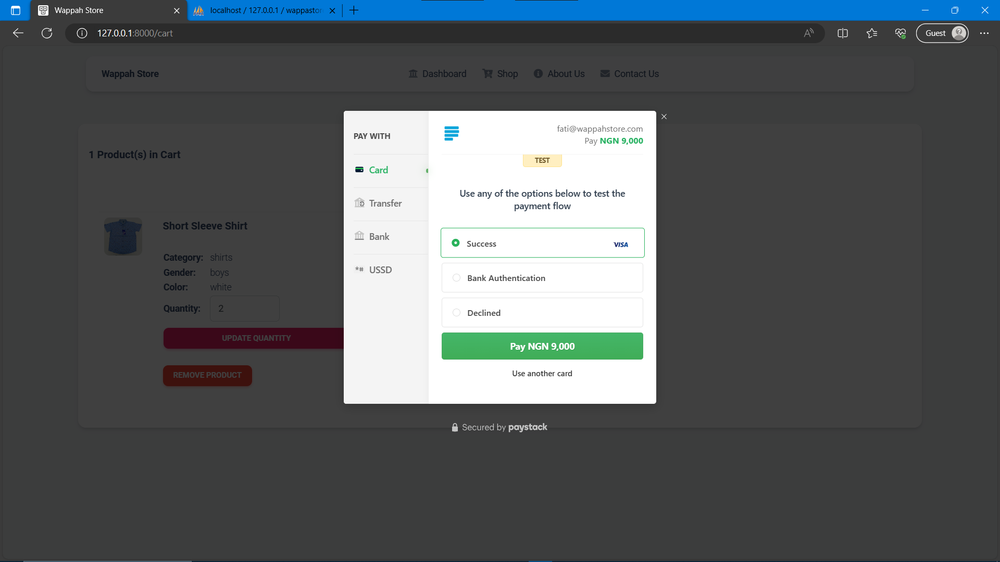 Wappah Store
localhost / 127.0.0.1 / wappastor
127.0.0.1:8000/cart
Guest
Wappah Store
Dashboard
Shop
About Us
Contact Us
1 Product(s) in Cart
Short Sleeve Shirt
Category: shirts
Gender: boys
Color: white
Quantity: 2
UPDATE QUANTITY
REMOVE PRODUCT
PAY WITH
Card
Transfer
Bank
*# USSD
fati@wappahstore.com
Pay NGN 9,000
TEST
Use any of the options below to test the
payment flow
Success VISA
Bank Authentication
Declined
Pay NGN 9,000
Use another card
Secured by paystack